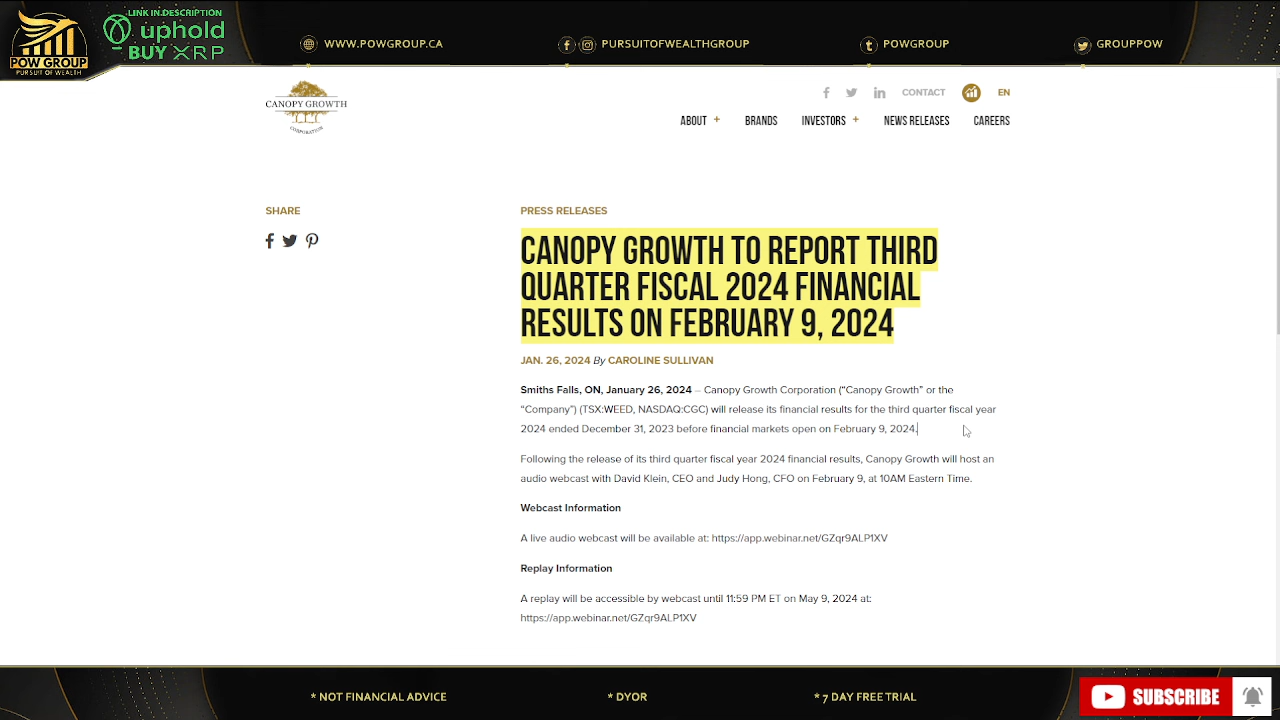 LINK IN DESCRIPTION
uphold
BUY XRP
POW GROUP
PURSUIT OF WEALTH
WWW.POWGROUP.CA
PURSUITOFWEALTHGROUP
POWGROUP
GROUPPOW
CANOPY GROWTH
CORPORATION
CONTACT
EN
ABOUT +
BRANDS
INVESTORS +
NEWS RELEASES
CAREERS
SHARE
PRESS RELEASES
CANOPY GROWTH TO REPORT THIRD
QUARTER FISCAL 2024 FINANCIAL
RESULTS ON FEBRUARY 9, 2024
JAN. 26, 2024 By CAROLINE SULLIVAN
Smiths Falls, ON, January 26, 2024 – Canopy Growth Corporation (“Canopy Growth” or the
“Company”) (TSX:WEED, NASDAQ:CGC) will release its financial results for the third quarter fiscal year
2024 ended December 31, 2023 before financial markets open on February 9, 2024.
Following the release of its third quarter fiscal year 2024 financial results, Canopy Growth will host an
audio webcast with David Klein, CEO and Judy Hong, CFO on February 9, at 10AM Eastern Time.
Webcast Information
A live audio webcast will be available at: https://app.webinar.net/GZqr9ALP1XV
Replay Information
A replay will be accessible by webcast until 11:59 PM ET on May 9, 2024 at:
https://app.webinar.net/GZqr9ALP1XV
* NOT FINANCIAL ADVICE
* DYOR
* 7 DAY FREE TRIAL
SUBSCRIBE